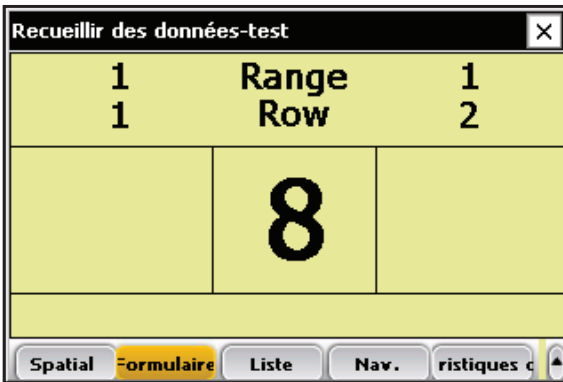 Recueillir des données-test
1 Range 1
1 Row 2
8
Spatial Formulaire Liste Nav. ristiques